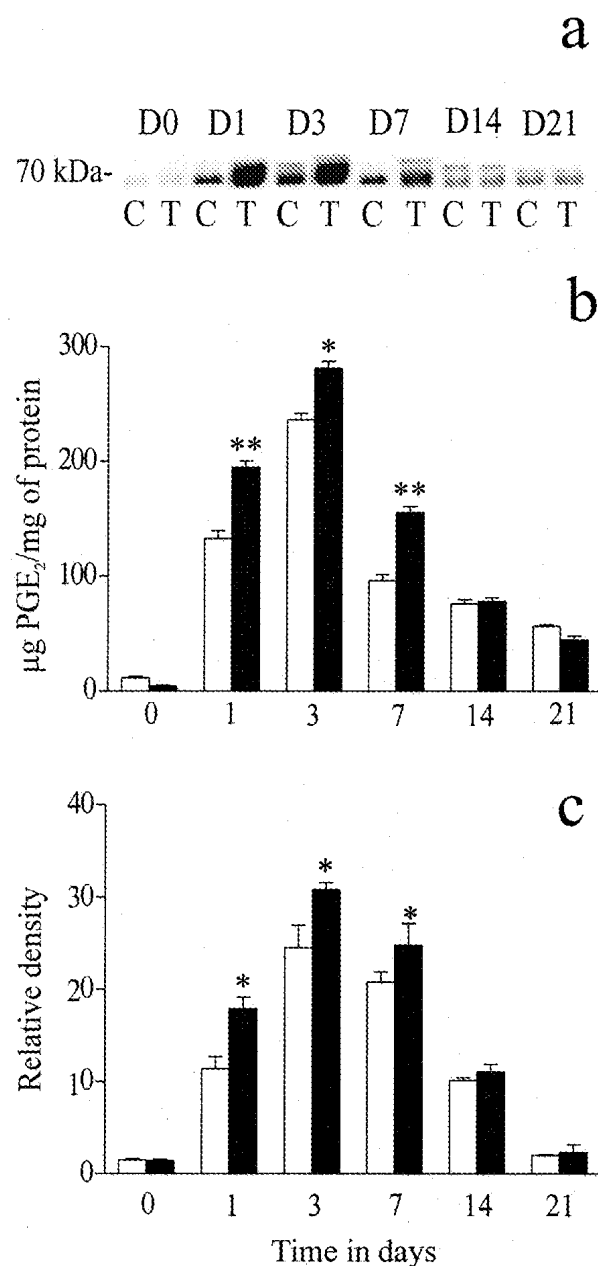 a
D0 D1 D3 D7 D14 D21
70 kDa-
C T C T C T C T C T C T
b
µg PGE₂/mg of protein
300
200
100
0
** * **
0 1 3 7 14 21
c
Relative density
40
30
20
10
0
* * *
0 1 3 7 14 21
Time in days